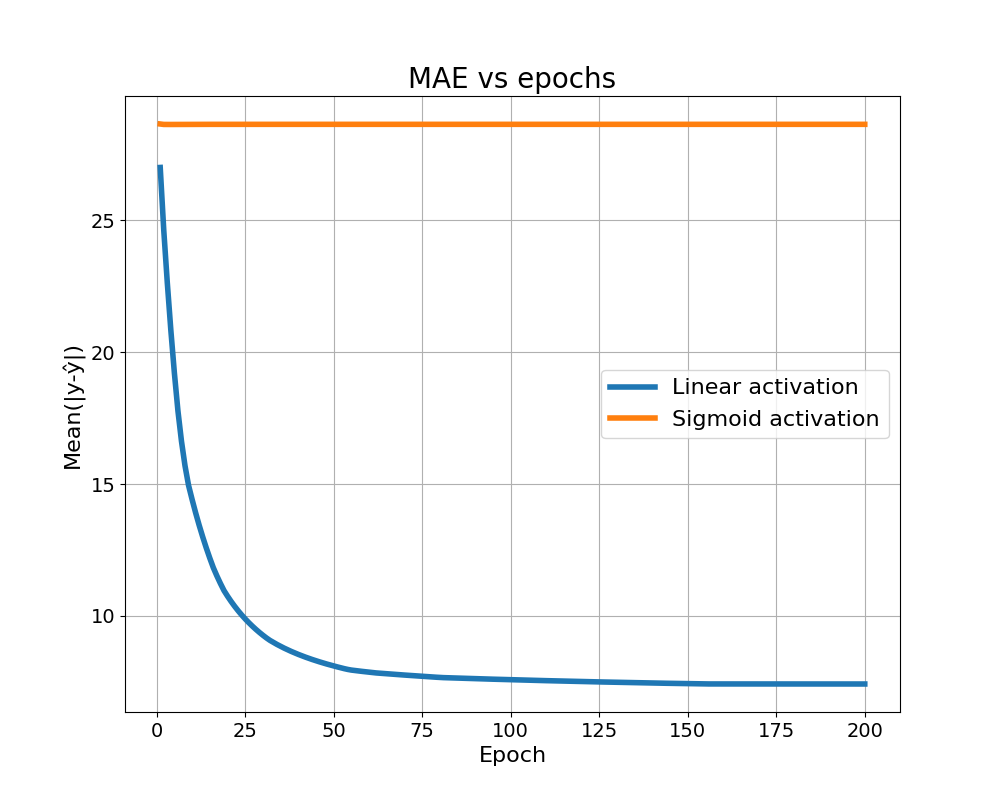 MAE vs epochs
Mean(|y-ŷ|)
25
20
15
10
Linear activation
Sigmoid activation
0 25 50 75 100 125 150 175 200
Epoch